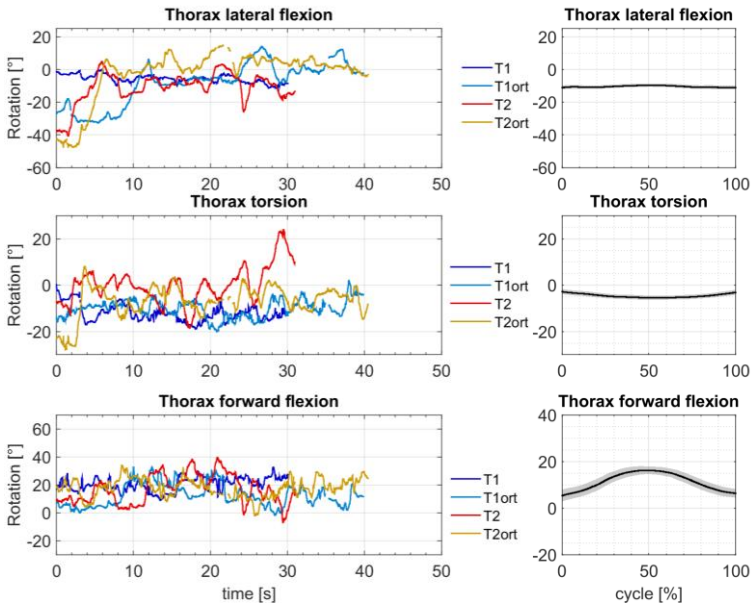 Thorax lateral flexion
Thorax lateral flexion
Rotation [°]
20
0
-20
-40
-60
0
10
20
30
40
50
T1
T1ort
T2
T2ort
20
0
-20
-40
-60
0
50
100
Thorax torsion
Thorax torsion
Rotation [°]
20
0
-20
0
10
20
30
40
50
T1
T1ort
T2
T2ort
20
0
-20
0
50
100
Thorax forward flexion
Thorax forward flexion
Rotation [°]
60
40
20
0
-20
0
10
20
30
40
50
time [s]
T1
T1ort
T2
T2ort
40
20
0
-20
0
50
100
cycle [%]